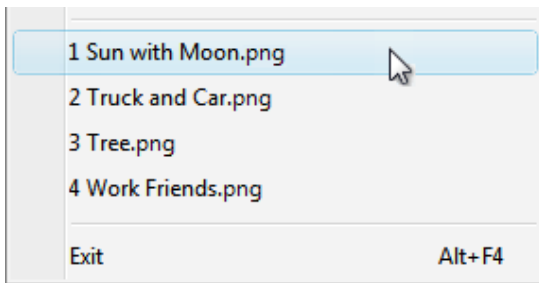 1 Sun with Moon.png
2 Truck and Car.png
3 Tree.png
4 Work Friends.png
Exit Alt+F4